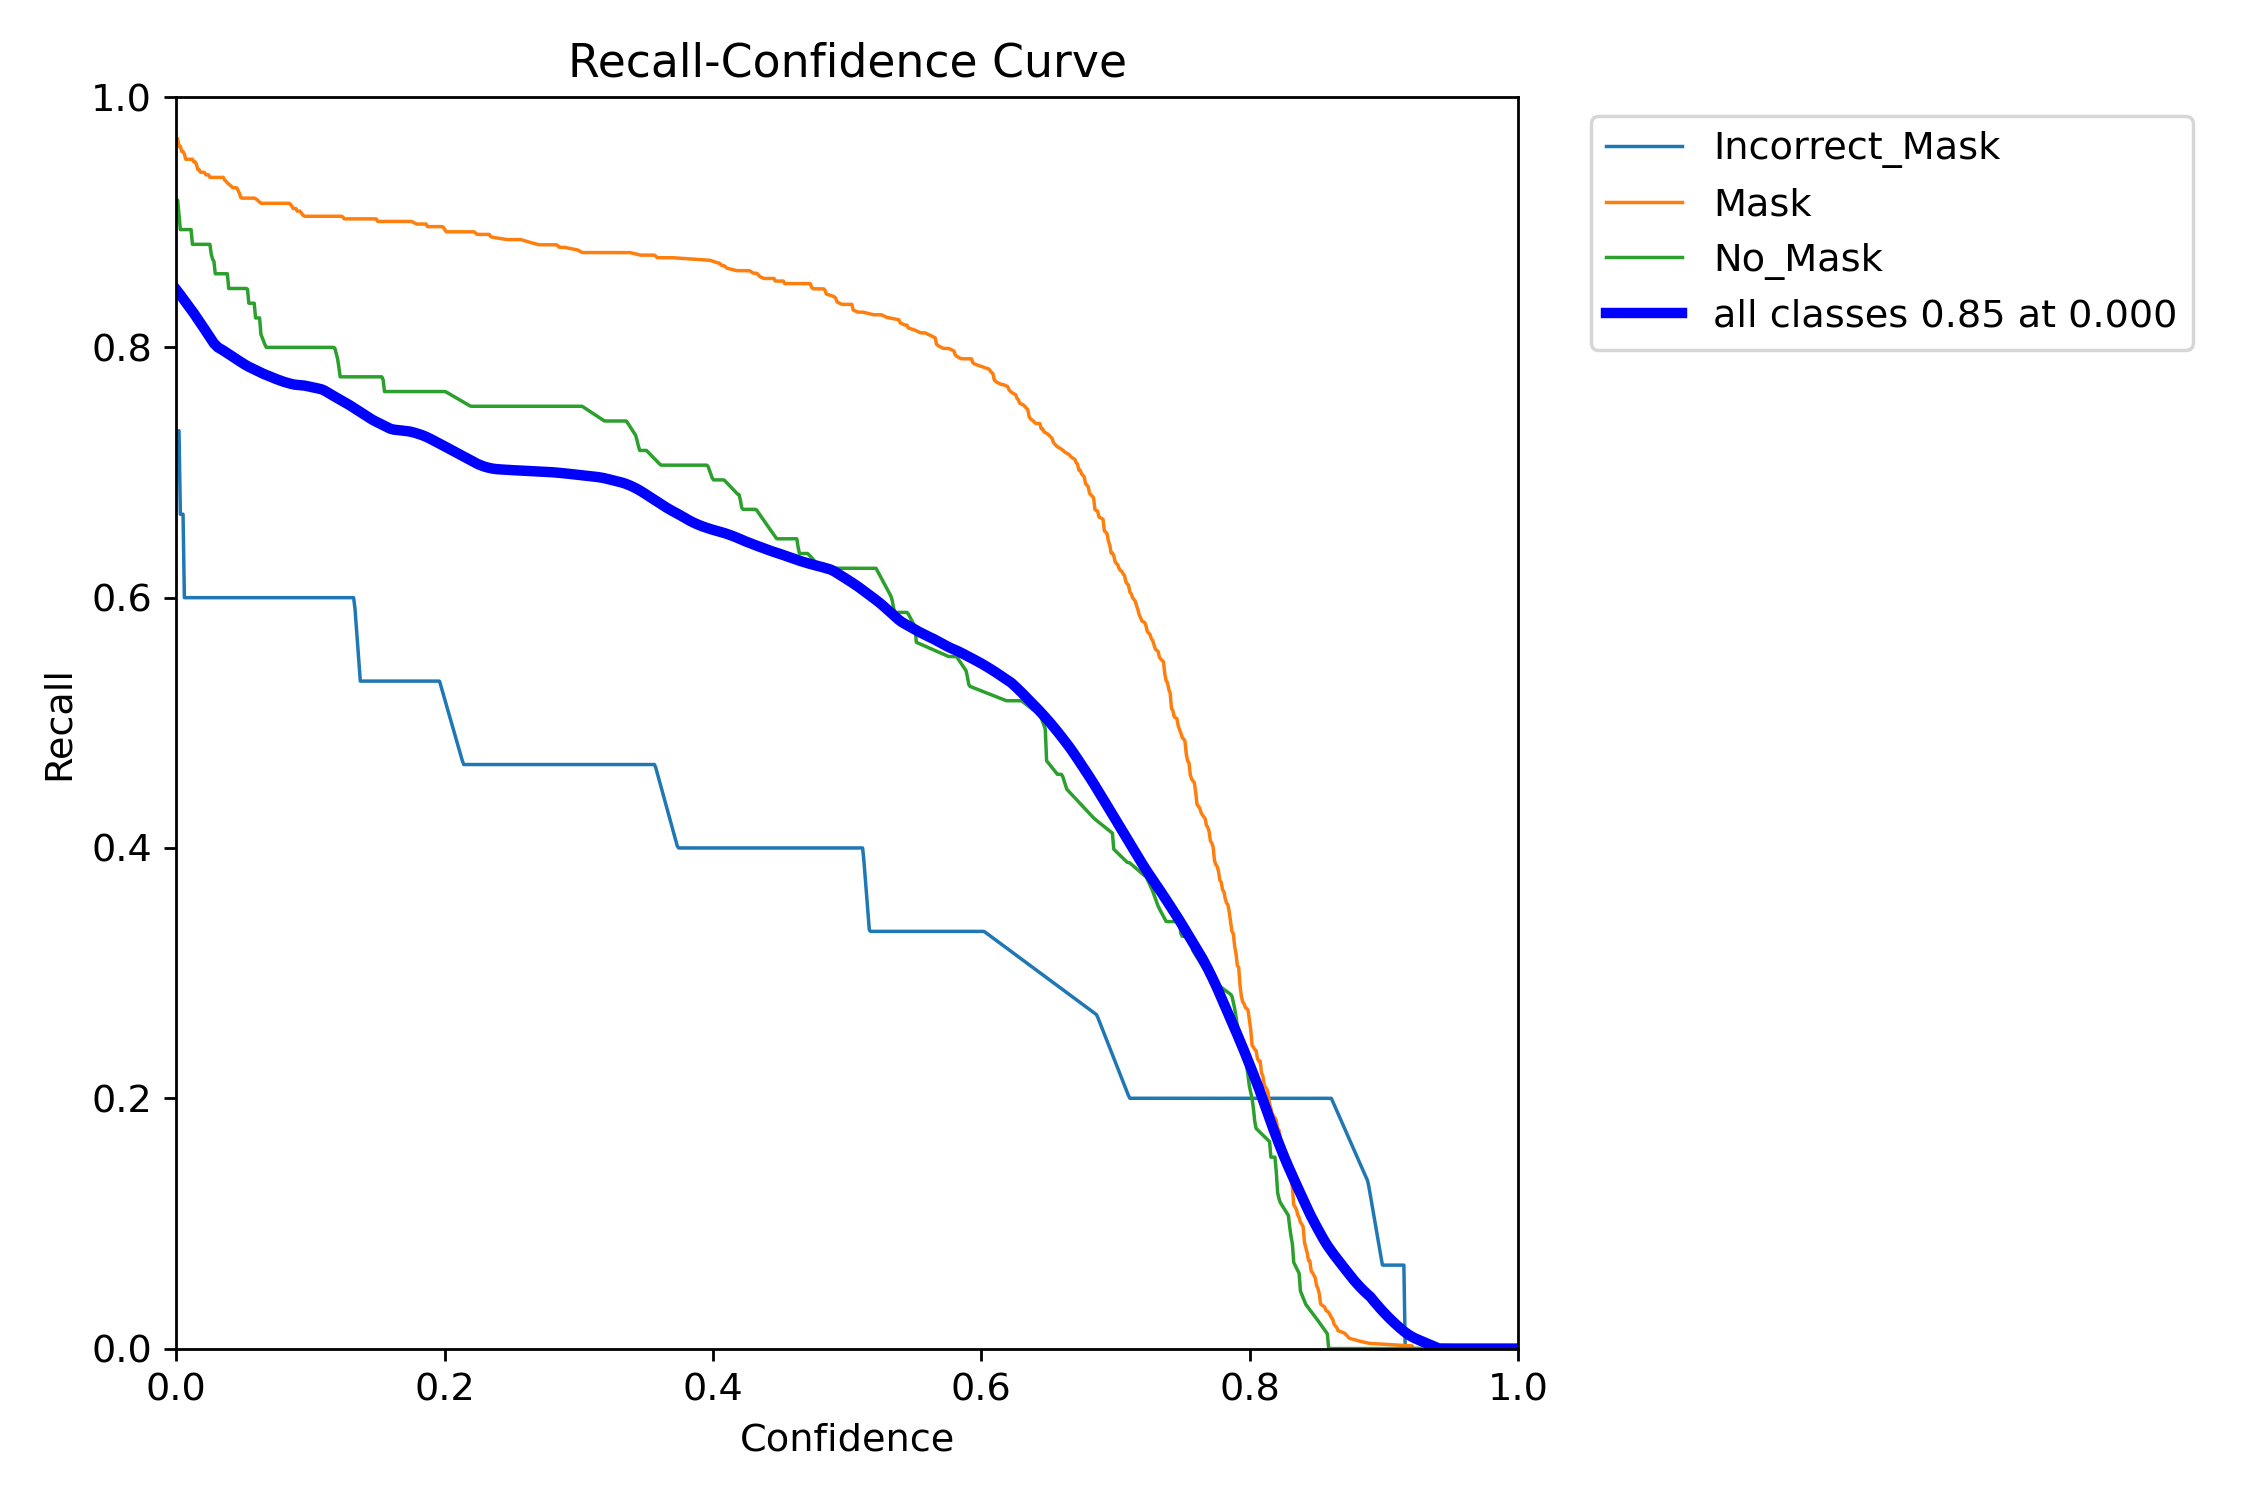 Recall-Confidence Curve
1.0
0.8
0.6
0.4
0.2
0.0
Recall
0.0 0.2 0.4 0.6 0.8 1.0
Confidence
Incorrect_Mask
Mask
No_Mask
all classes 0.85 at 0.000